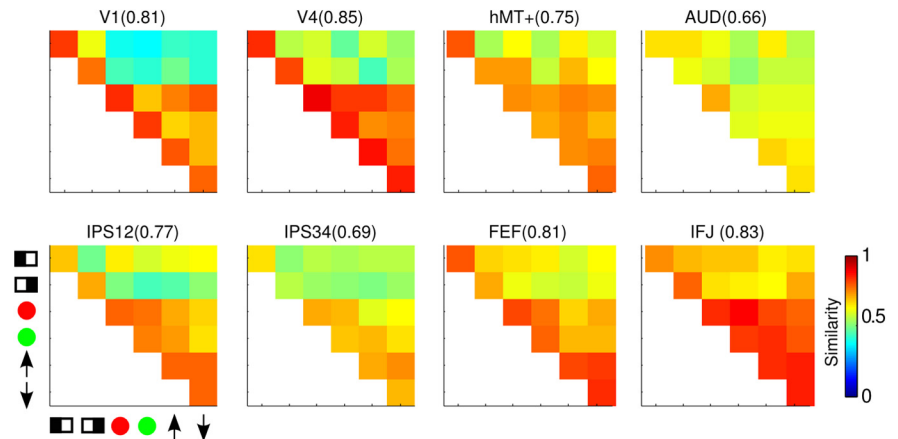 V1(0.81) V4(0.85) hMT+(0.75) AUD(0.66)
IPS12(0.77) IPS34(0.69) FEF(0.81) IFJ (0.83)
1
0.5
0
Similarity